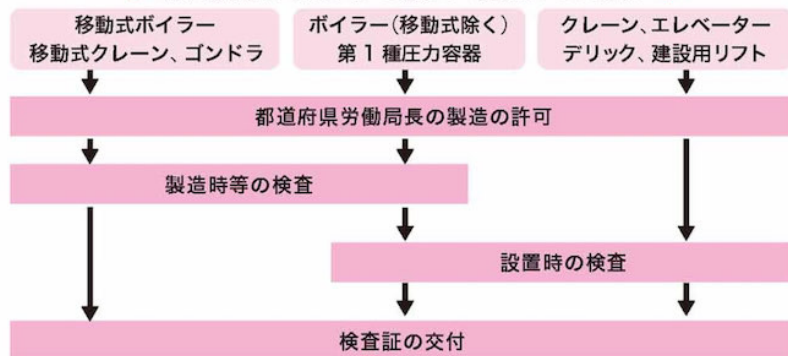 移動式ボイラー
移動式クレーン、ゴンドラ
ボイラー(移動式除く)
第1種圧力容器
クレーン、エレベーター
デリック、建設用リフト
都道府県労働局長の製造の許可
製造時等の検査
設置時の検査
検査証の交付